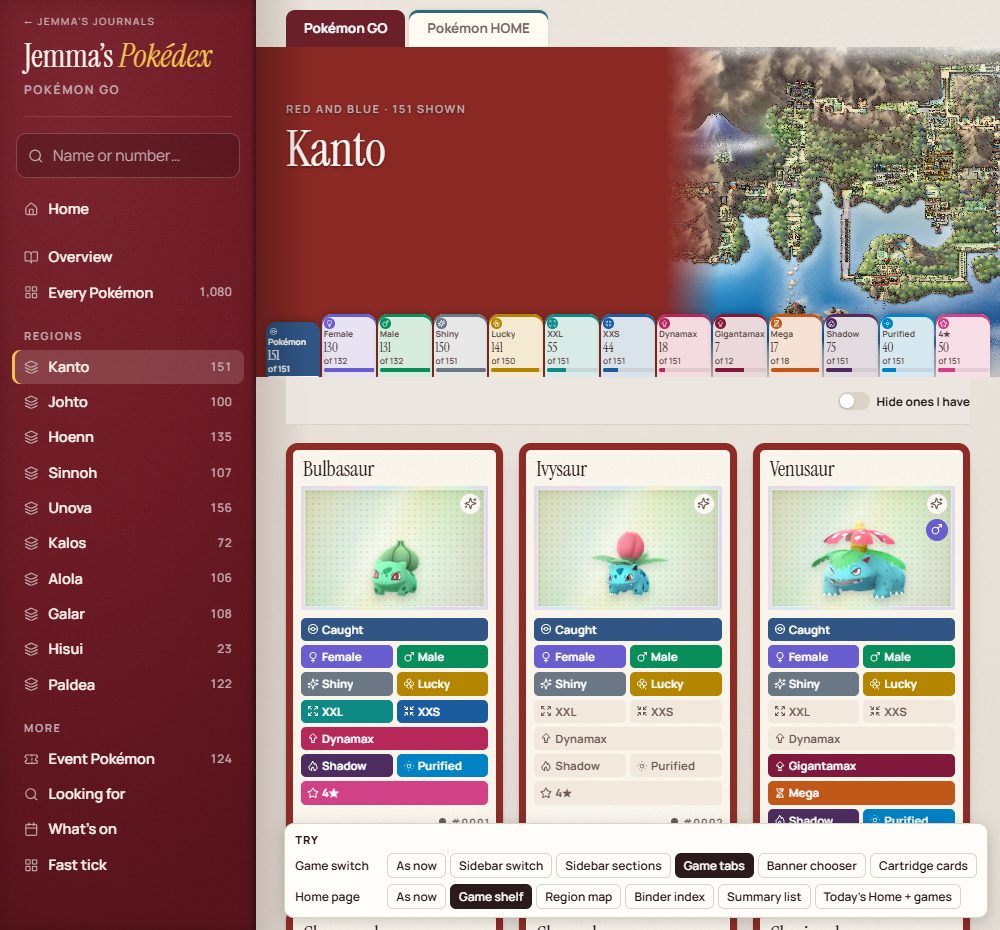 ← JEMMA'S JOURNALS
Jemma's Pokédex
POKÉMON GO
Name or number...
Home
Overview
Every Pokémon 1,080
REGIONS
Kanto 151
Johto 100
Hoenn 135
Sinnoh 107
Unova 156
Kalos 72
Alola 106
Galar 108
Hisui 23
Paldea 122
MORE
Event Pokémon 124
Looking for
What's on
Fast tick
Pokémon GO Pokémon HOME
RED AND BLUE · 151 SHOWN
Kanto
Pokémon Female Male Shiny Lucky XXL XXS Dynamax Gigantamax Mega Shadow Purified 4★
151 130 131 150 141 55 44 18 7 17 75 40 50
of 151 of 132 of 132 of 151 of 150 of 151 of 151 of 151 of 12 of 18 of 151 of 151 of 151
Hide ones I have
Bulbasaur
Caught
Female Male
Shiny Lucky
XXL XXS
Dynamax
Shadow Purified
4★
#0001
Ivysaur
Caught
Female Male
Shiny Lucky
XXL XXS
Dynamax
Shadow Purified
4★
#0002
Venusaur
Caught
Female Male
Shiny Lucky
XXL XXS
Dynamax
Gigantamax
Mega
Shadow Purified
TRY
Game switch As now Sidebar switch Sidebar sections Game tabs Banner chooser Cartridge cards
Home page As now Game shelf Region map Binder index Summary list Today's Home + games